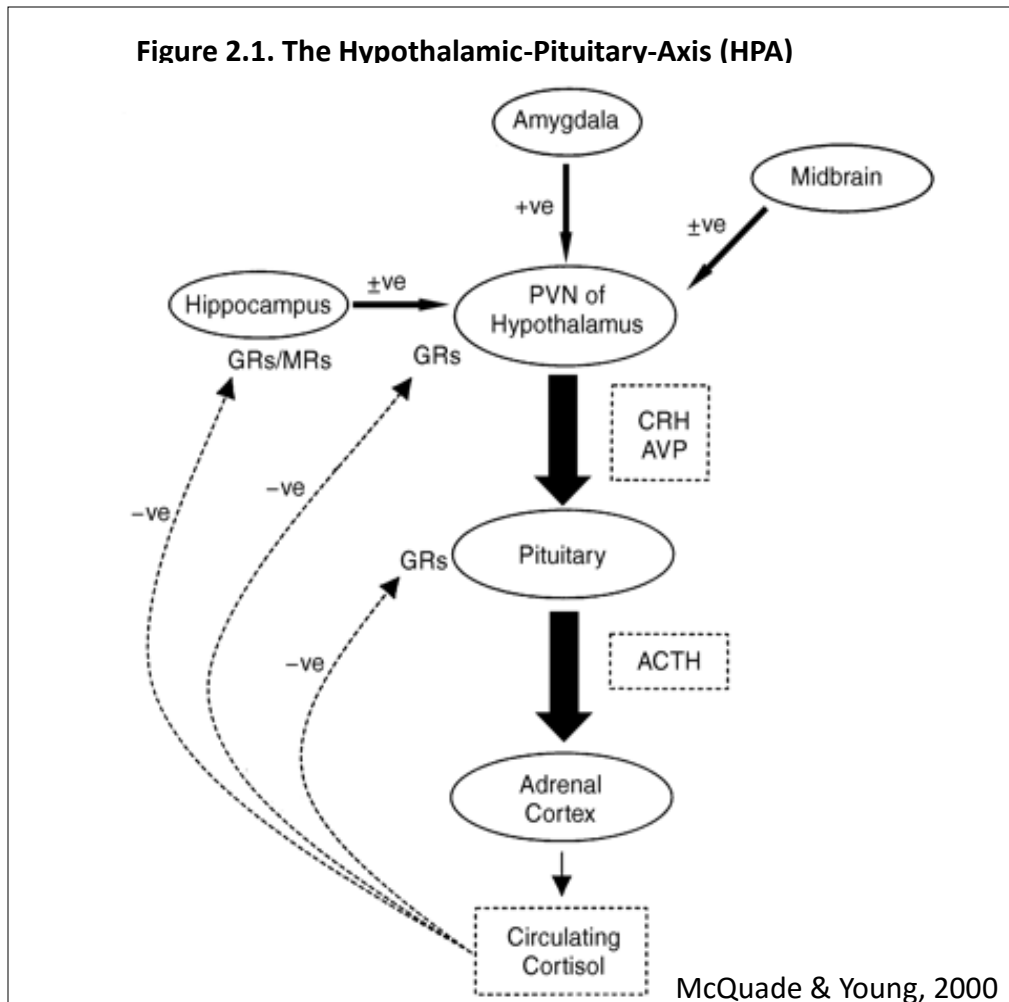 Figure 2.1. The Hypothalamic-Pituitary-Axis (HPA)
Amygdala
Midbrain
+ve
±ve
Hippocampus
±ve
PVN of
Hypothalamus
GRs/MRs
GRs
CRH
AVP
−ve
−ve
GRs
Pituitary
−ve
ACTH
Adrenal
Cortex
Circulating
Cortisol
McQuade & Young, 2000